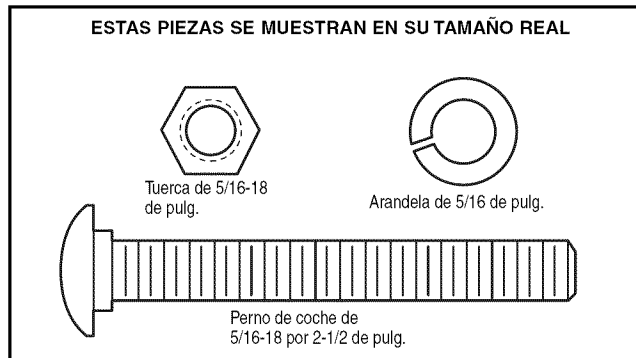 ESTAS PIEZAS SE MUESTRAN EN SU TAMAÑO REAL
Tuerca de 5/16-18
de pulg.
Arandela de 5/16 de pulg.
Perno de coche de
5/16-18 por 2-1/2 de pulg.